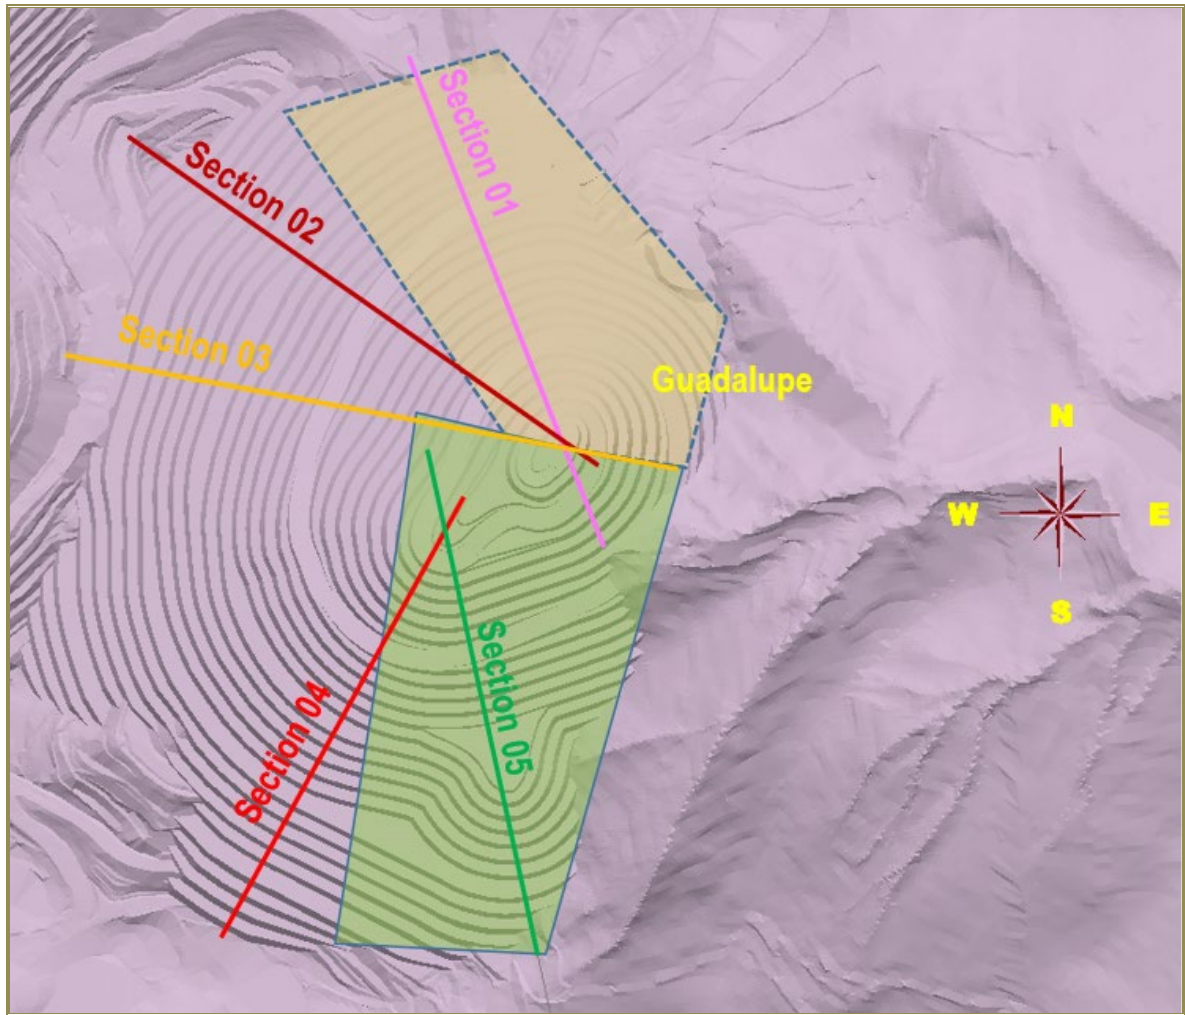 Section 01
Section 02
Section 03
Guadalupe
N
W
E
S
Section 04
Section 05